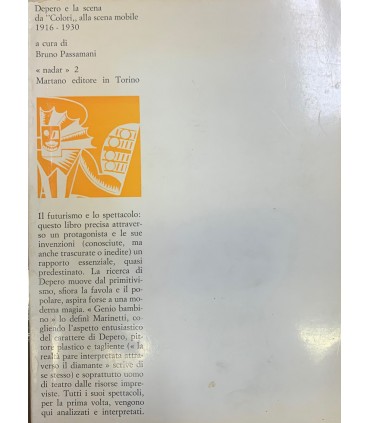 Depero e la scena
da "Colori,, alla scena mobile
1916 - 1930
a cura di
Bruno Passamani
« nadar » 2
Martano editore in Torino
Il futurismo e lo spettacolo:
questo libro precisa attraver-
so un protagonista e le sue
invenzioni (conosciute, ma
anche trascurate o inedite) un
rapporto essenziale, quasi
predestinato. La ricerca di
Depero muove dal primitivi-
smo, sfiora la favola e il po-
polare, aspira forse a una mo-
derna magia. « Genio bambi-
no » lo definì Marinetti, co-
gliendo l'aspetto entusiastico
del carattere di Depero, pit-
tore plastico e tagliente (« la
realtà pare interpretata attra-
verso il diamante » scrive di
se stesso) e soprattutto uomo
di teatro dalle risorse impre-
viste. Tutti i suoi spettacoli,
per la prima volta, vengono
qui analizzati e interpretati.